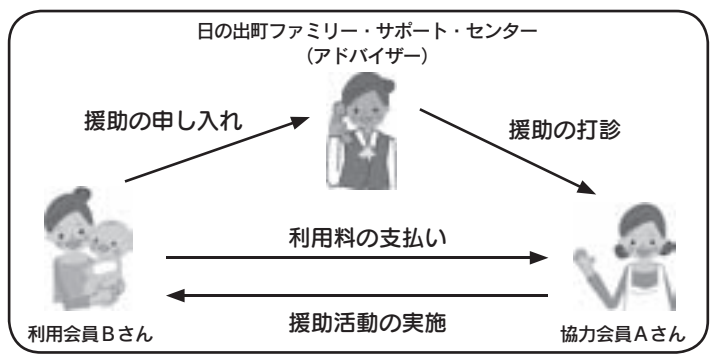 日の出町ファミリー・サポート・センター
（アドバイザー）
援助の申し入れ
援助の打診
利用料の支払い
援助活動の実施
利用会員Bさん
協力会員Aさん